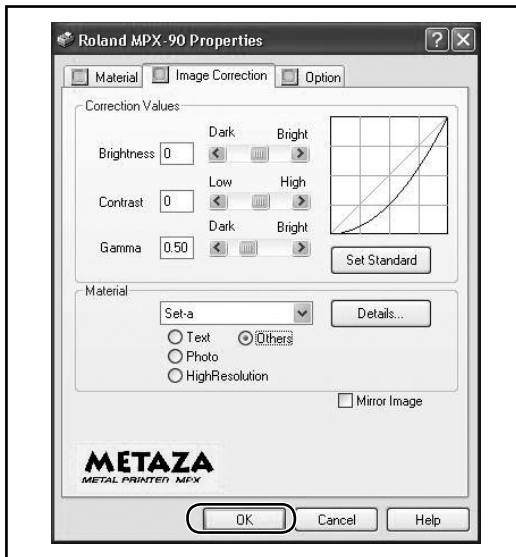 Roland MPX-90 Properties
Material Image Correction Option
Correction Values
Dark Bright
Brightness 0
Low High
Contrast 0
Dark Bright
Gamma 0.50
Set Standard
Material
Set-a Details...
Text Others
Photo
HighResolution
Mirror Image
METAZA
METAL PRINTED MPX
OK Cancel Help